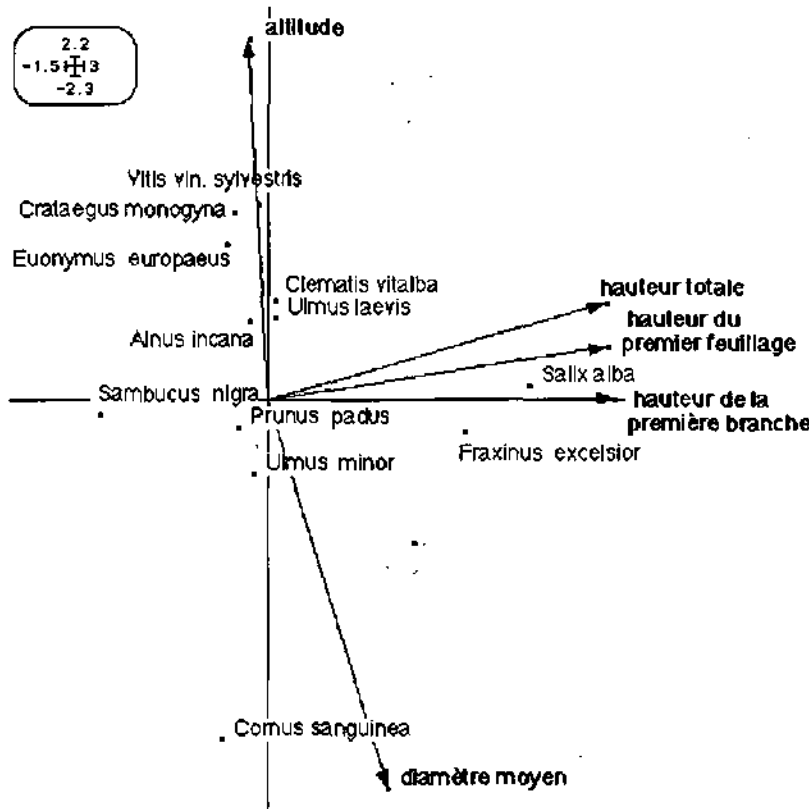 altitude
2.2
-1.5 3
-2.3
Vitis vin. sylvestris
Crataegus monogyna
Euonymus europaeus
Clematis vitalba
Ulmus laevis
hauteur totale
Alnus incana
hauteur du
premier feuillage
Salix alba
Sambucus nigra
hauteur de la
première branche
Prunus padus
Fraxinus excelsior
Ulmus minor
Cornus sanguinea
diamètre moyen